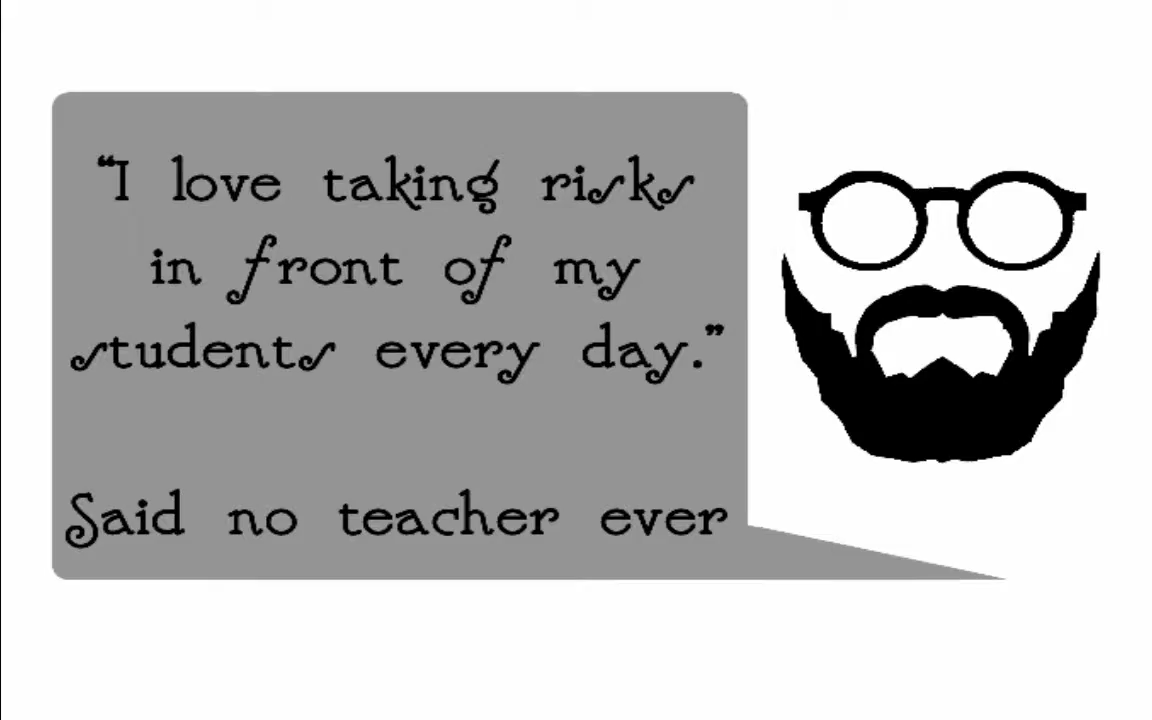 “I love taking risks
in front of my
students every day.”
Said no teacher ever